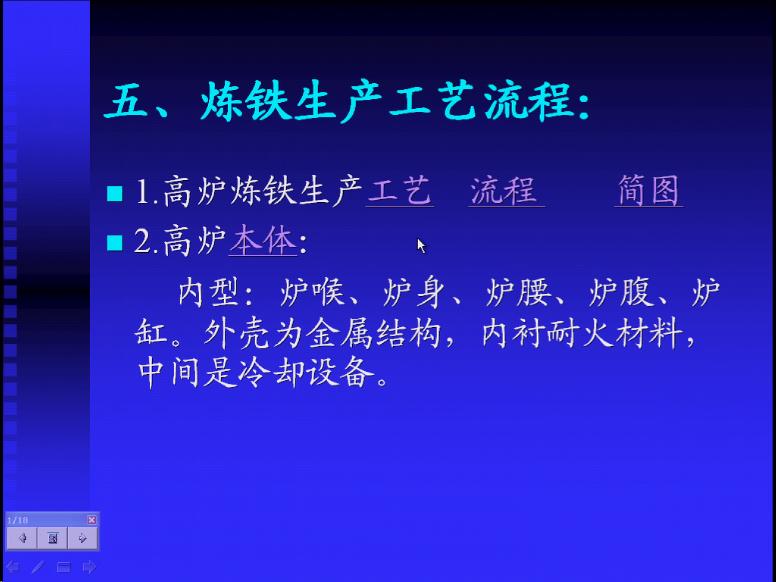 五、炼铁生产工艺流程：
1.高炉炼铁生产工艺 流程 简图
2.高炉本体：
内型：炉喉、炉身、炉腰、炉腹、炉
缸。外壳为金属结构，内衬耐火材料，
中间是冷却设备。
1/18